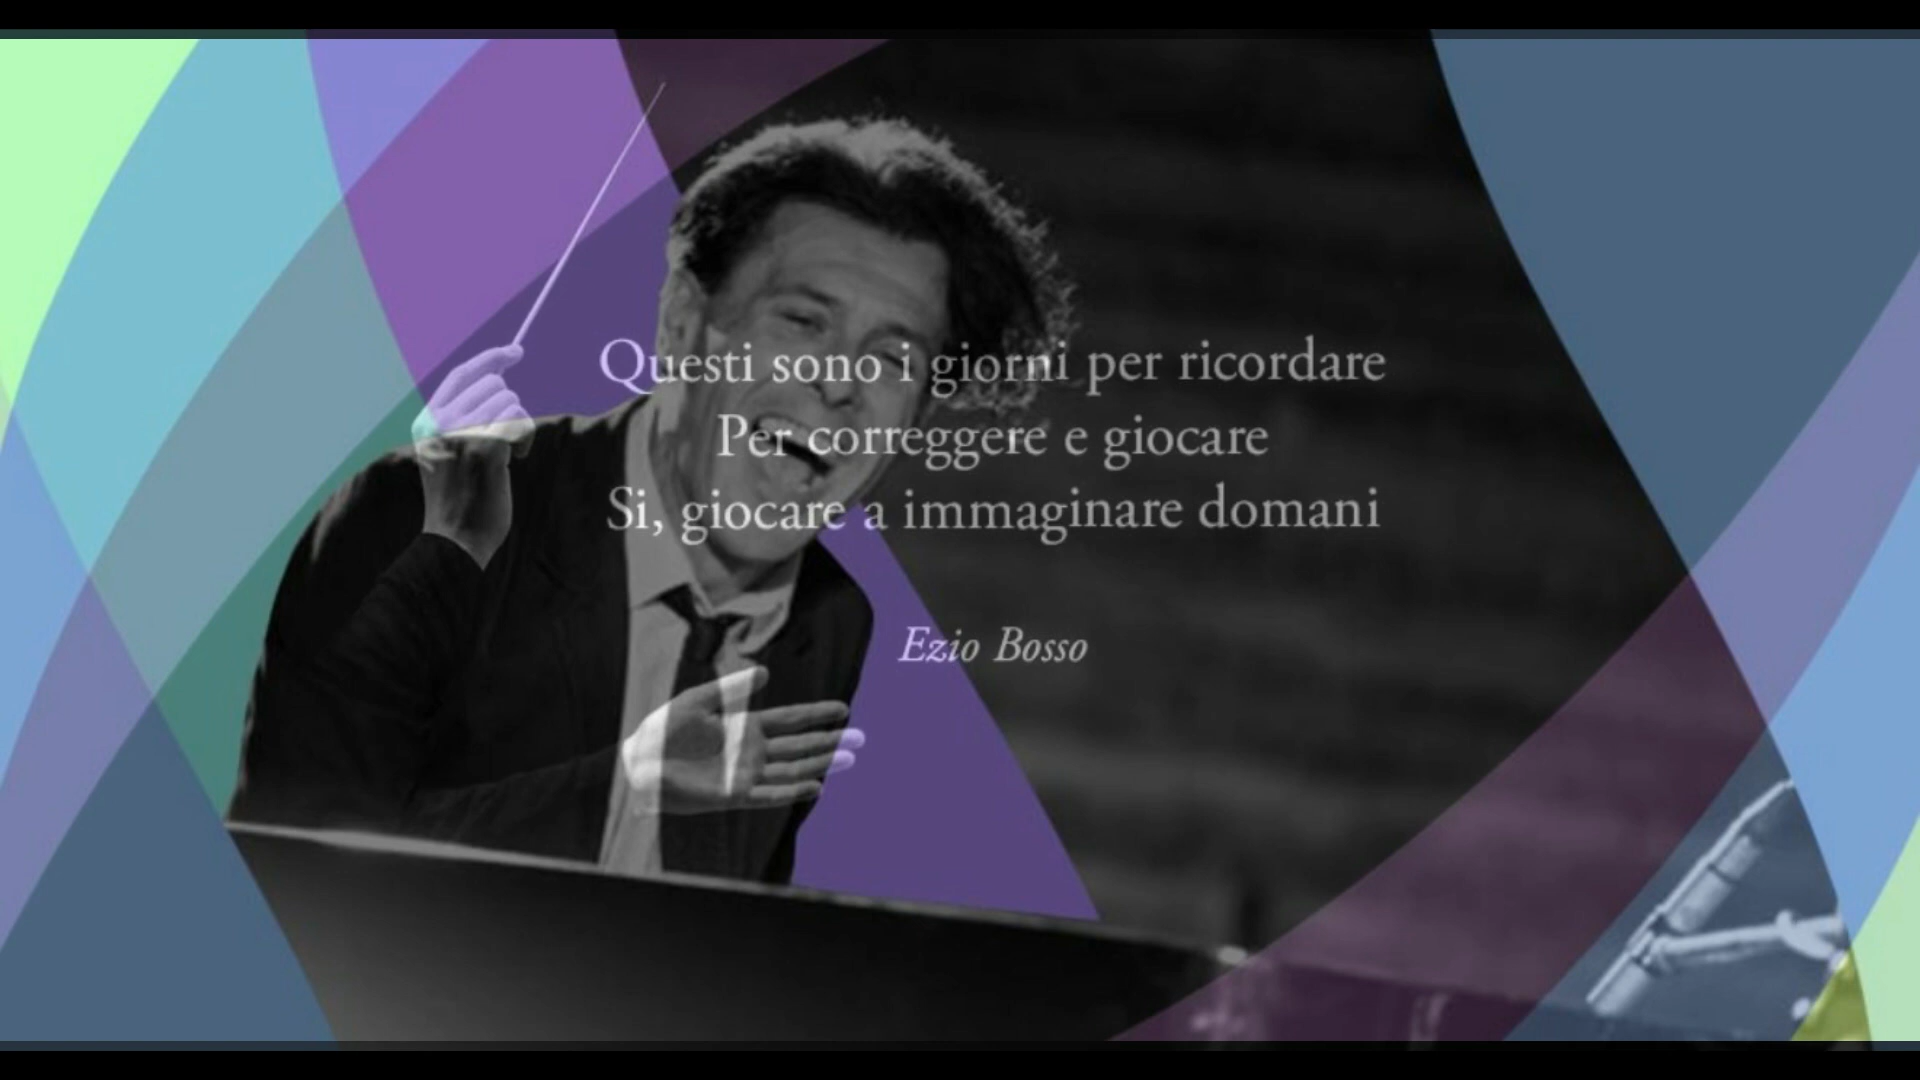 Questi sono i giorni per ricordare
Per correggere e giocare
Si, giocare a immaginare domani
Ezio Bosso